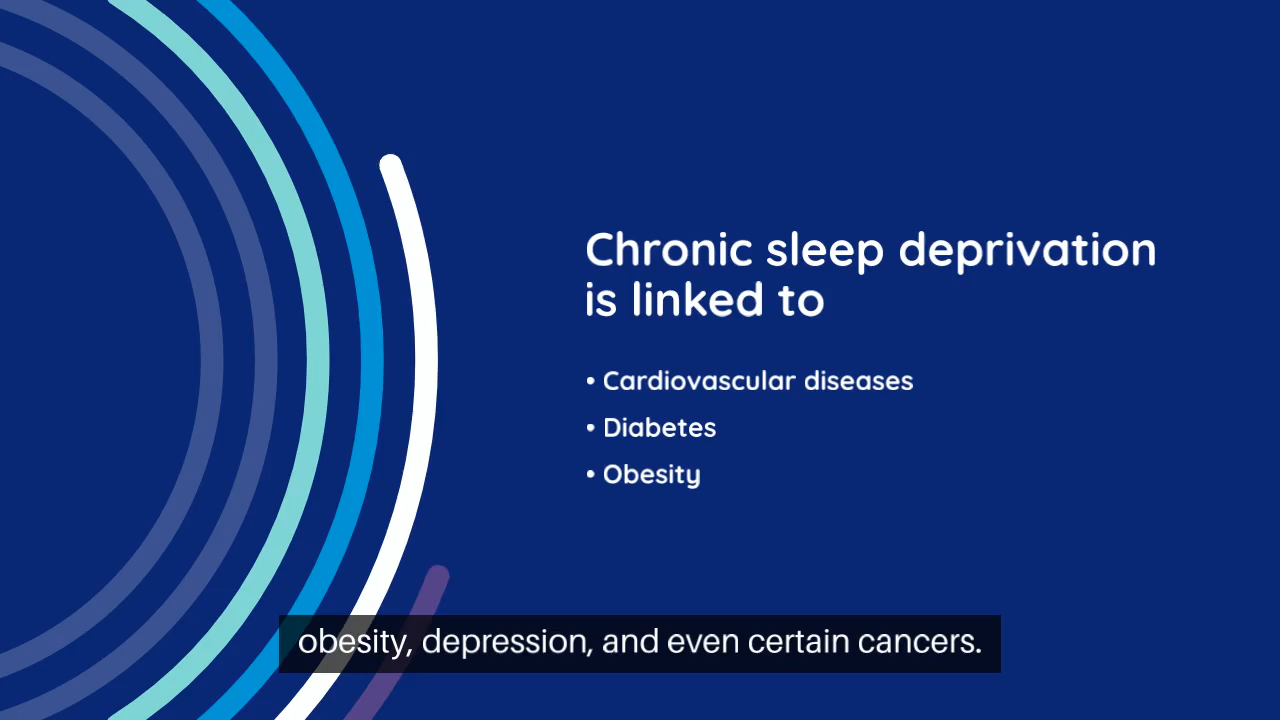 Chronic sleep deprivation
is linked to
• Cardiovascular diseases
• Diabetes
• Obesity
obesity, depression, and even certain cancers.